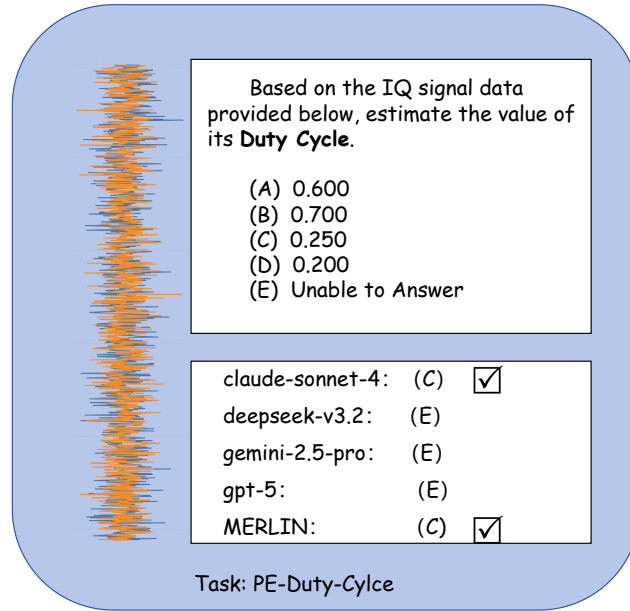 Based on the IQ signal data
provided below, estimate the value of
its Duty Cycle.
(A) 0.600
(B) 0.700
(C) 0.250
(D) 0.200
(E) Unable to Answer
claude-sonnet-4: (C) ☑
deepseek-v3.2: (E)
gemini-2.5-pro: (E)
gpt-5: (E)
MERLIN: (C) ☑
Task: PE-Duty-Cylce